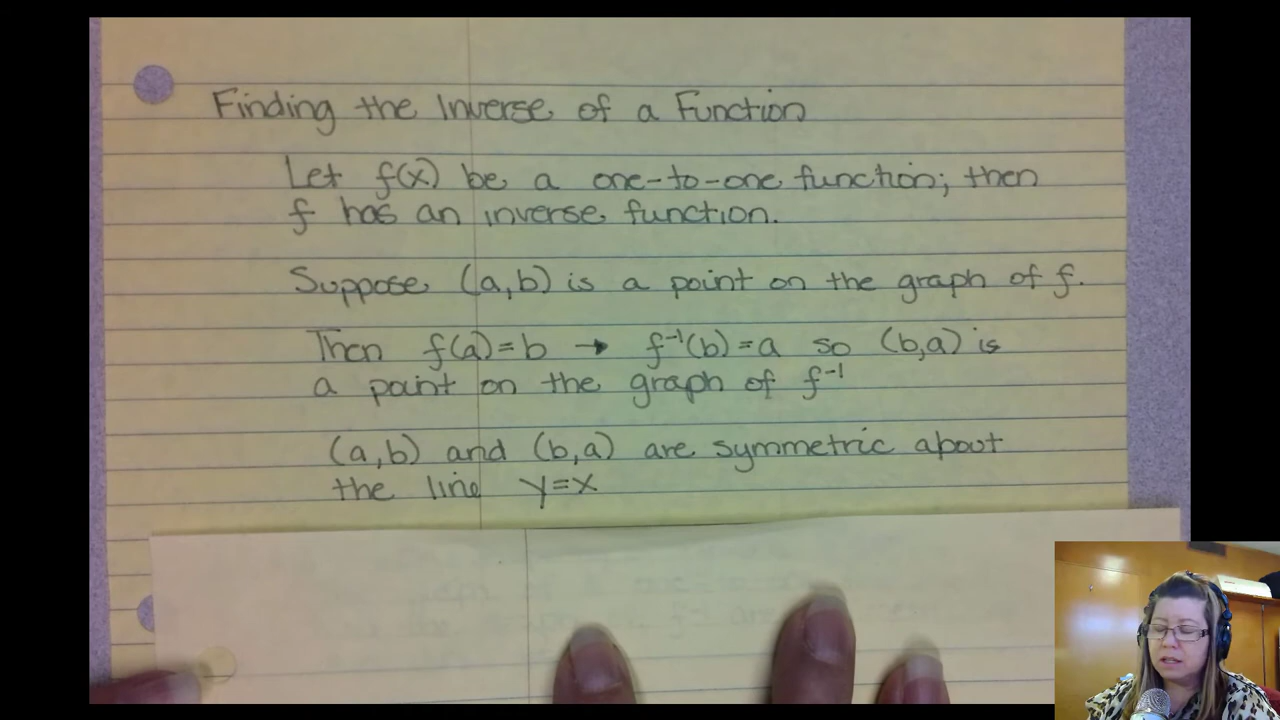 Finding the Inverse of a Function
Let f(x) be a one-to-one function; then
f has an inverse function.
Suppose (a,b) is a point on the graph of f.
Then f(a)=b → f⁻¹(b)=a so (b,a) is
a point on the graph of f⁻¹
(a,b) and (b,a) are symmetric about
the line y=x